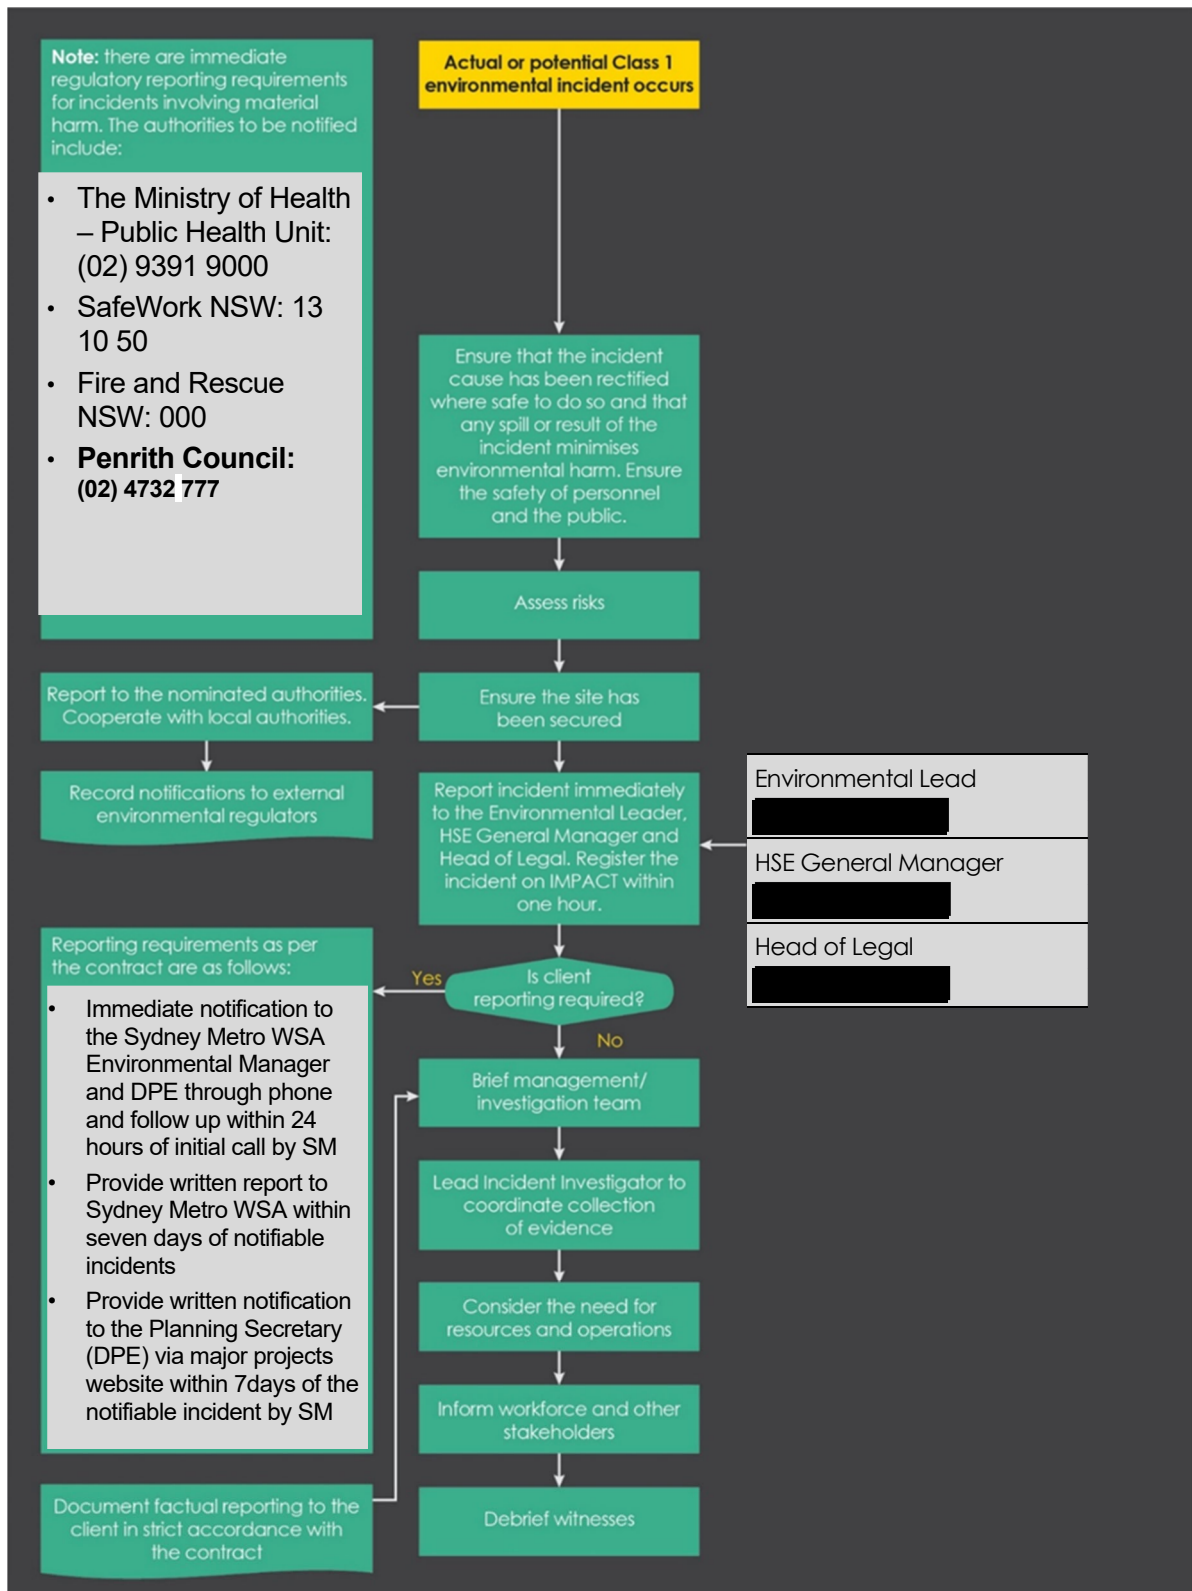 Note: there are immediate
regulatory reporting requirements
for incidents involving material
harm. The authorities to be notified
include:
• The Ministry of Health
– Public Health Unit:
(02) 9391 9000
• SafeWork NSW: 13
10 50
• Fire and Rescue
NSW: 000
• Penrith Council:
(02) 4732 777
Actual or potential Class 1
environmental incident occurs
Ensure that the incident
cause has been rectified
where safe to do so and that
any spill or result of the
incident minimises
environmental harm. Ensure
the safety of personnel
and the public.
Assess risks
Ensure the site has
been secured
Report to the nominated authorities.
Cooperate with local authorities.
Record notifications to external
environmental regulators
Report incident immediately
to the Environmental Leader,
HSE General Manager and
Head of Legal. Register the
incident on IMPACT within
one hour.
Environmental Lead
HSE General Manager
Head of Legal
Is client
reporting required?
Yes
No
Reporting requirements as per
the contract are as follows:
• Immediate notification to
the Sydney Metro WSA
Environmental Manager
and DPE through phone
and follow up within 24
hours of initial call by SM
• Provide written report to
Sydney Metro WSA within
seven days of notifiable
incidents
• Provide written notification
to the Planning Secretary
(DPE) via major projects
website within 7days of the
notifiable incident by SM
Document factual reporting to the
client in strict accordance with
the contract
Brief management/
investigation team
Lead Incident Investigator to
coordinate collection
of evidence
Consider the need for
resources and operations
Inform workforce and other
stakeholders
Debrief witnesses